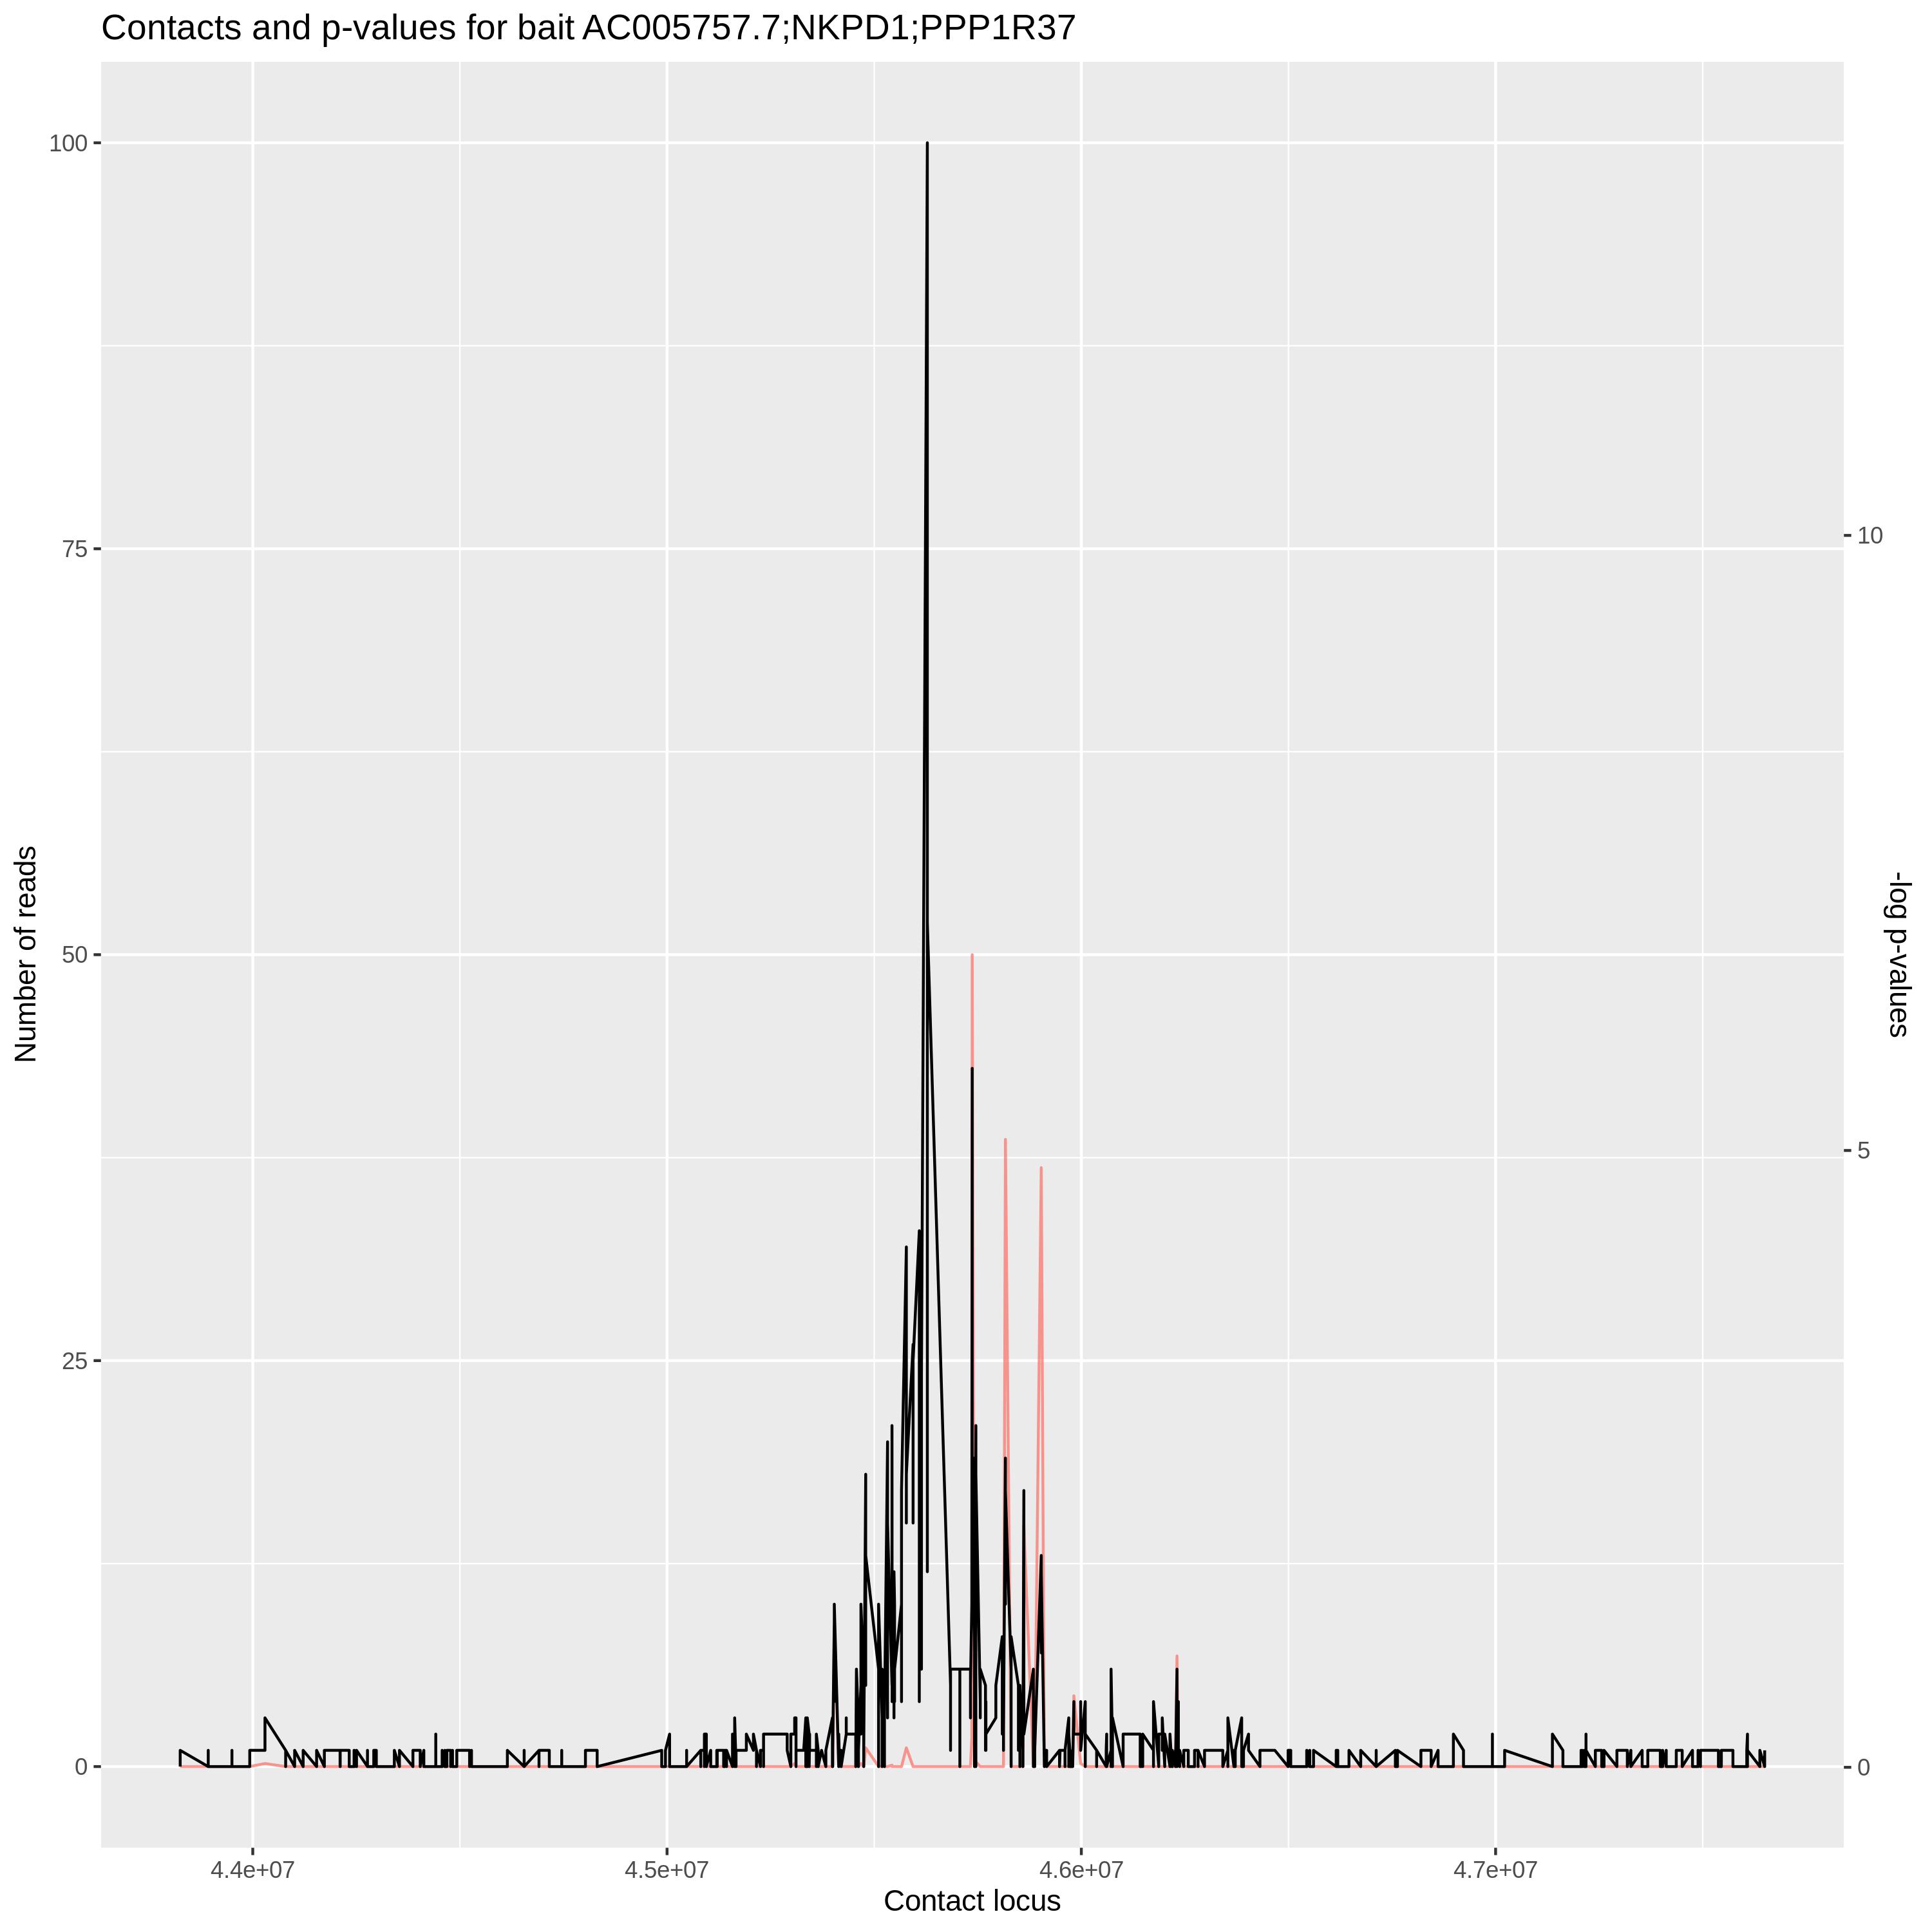 Contacts and p-values for bait AC005757.7;NKPD1;PPP1R37
100
75
50
25
0
Number of reads
10
5
0
-log p-values
4.4e+07
4.5e+07
4.6e+07
4.7e+07
Contact locus